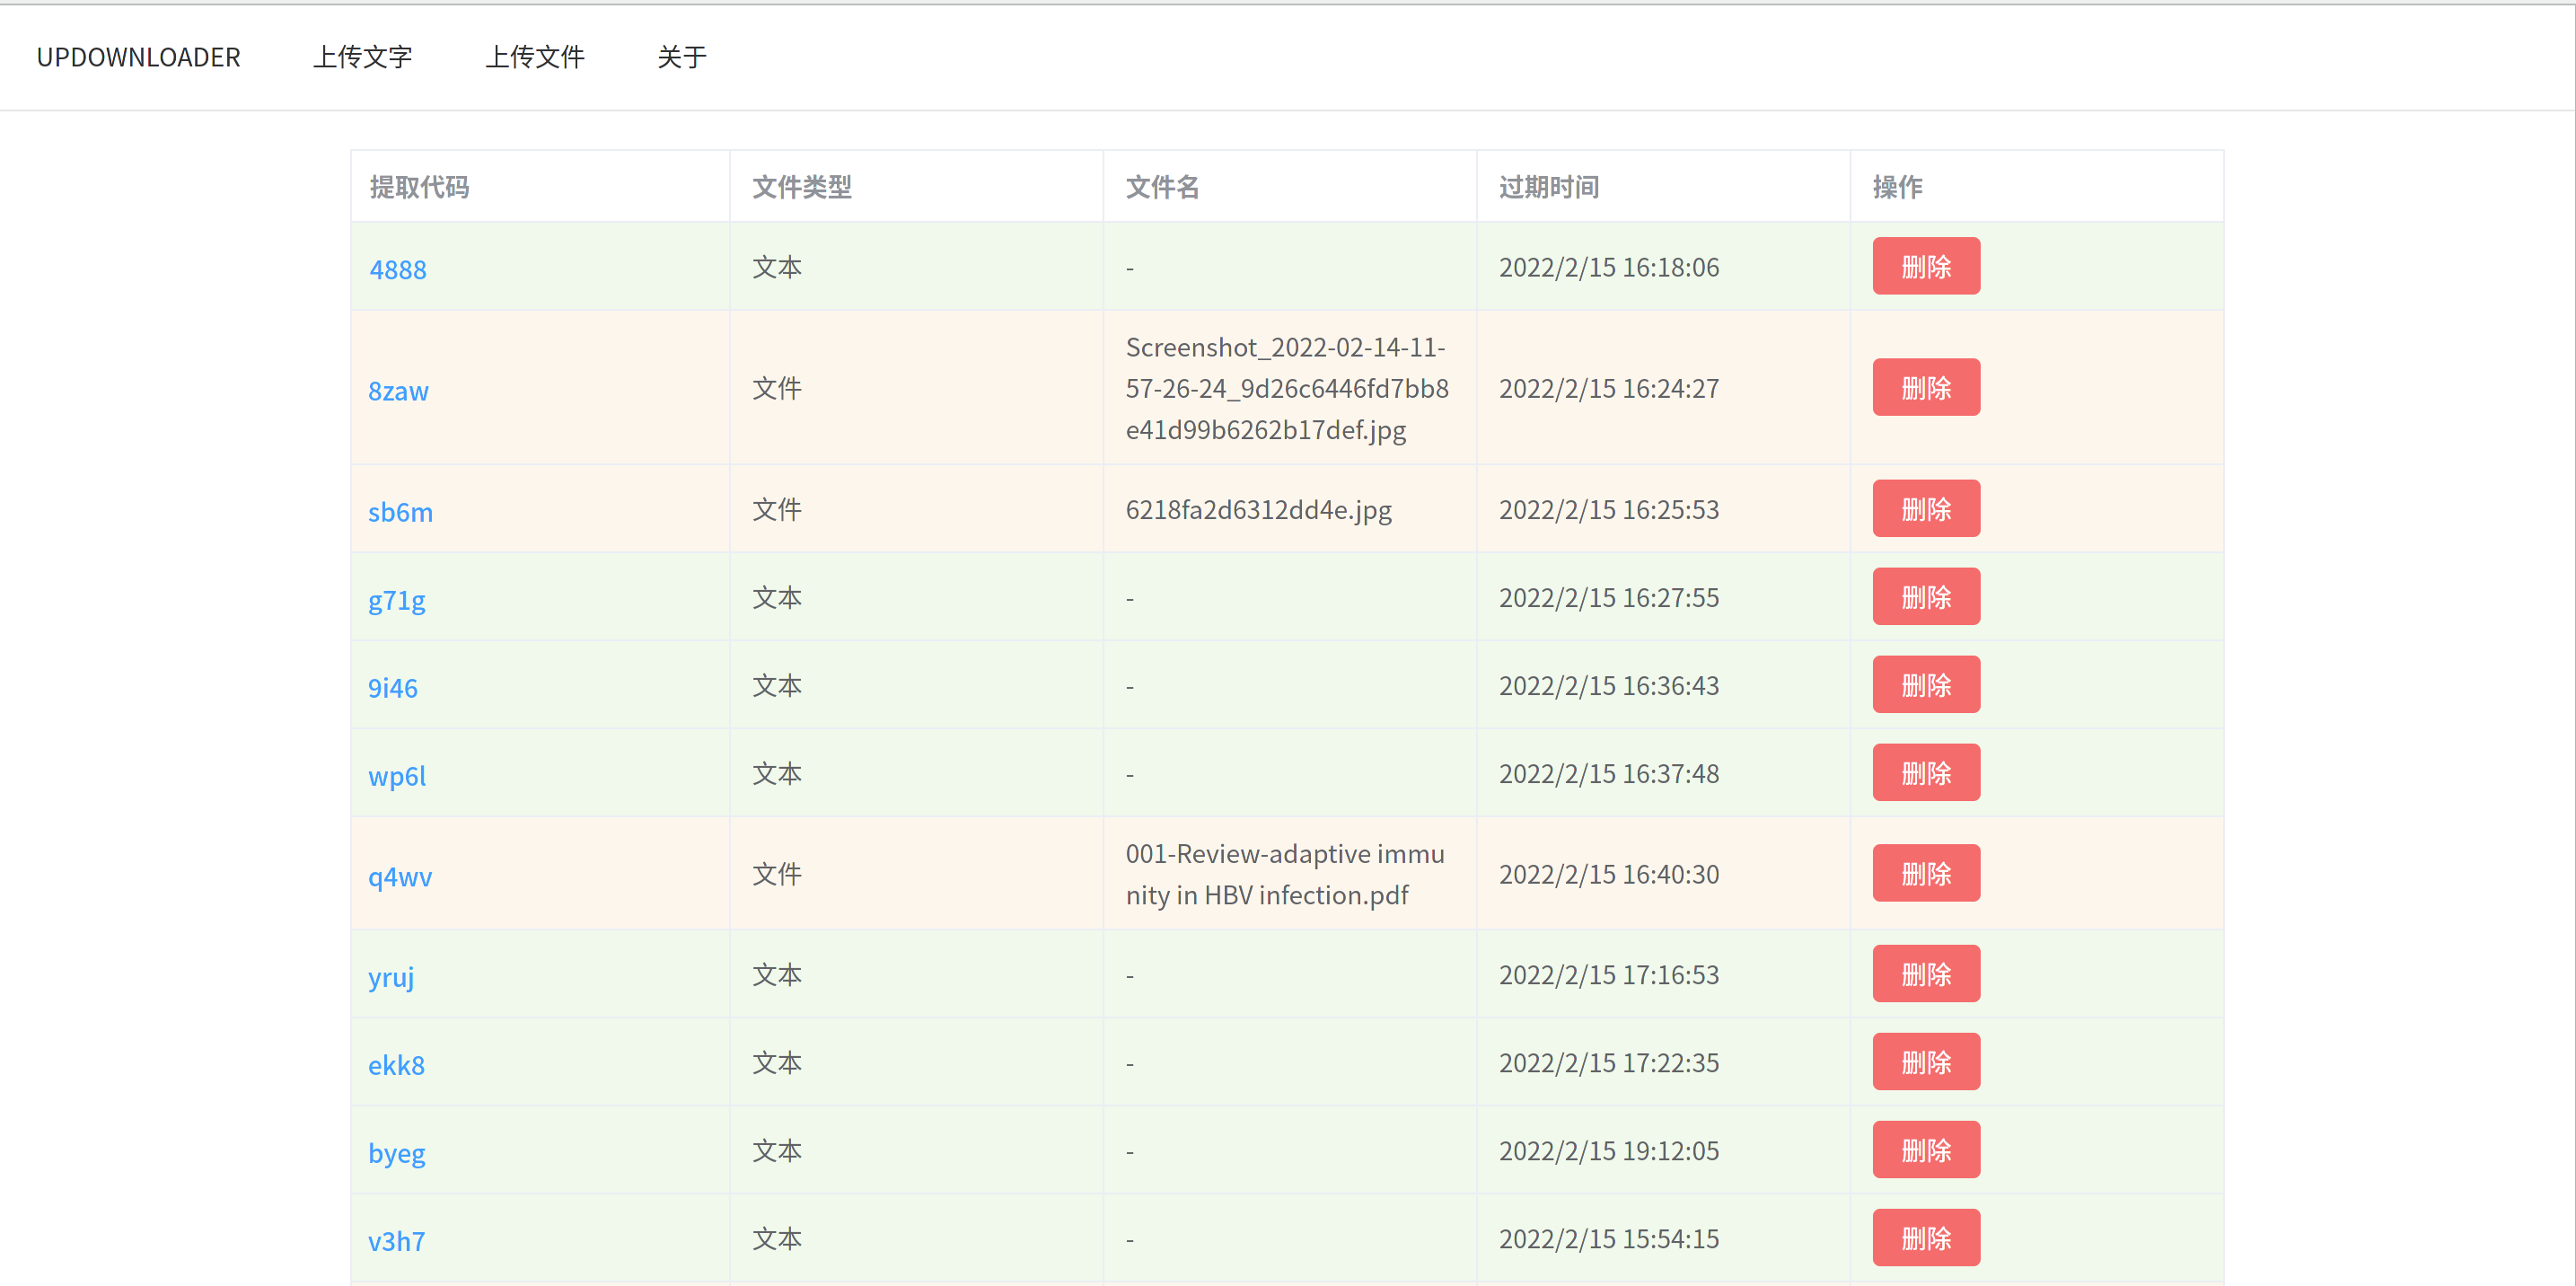 UPDOWNLOADER 上传文字 上传文件 关于
提取代码 文件类型 文件名 过期时间 操作
4888 文本 - 2022/2/15 16:18:06 删除
8zaw 文件 Screenshot_2022-02-14-11-
57-26-24_9d26c6446fd7bb8
e41d99b6262b17def.jpg 2022/2/15 16:24:27 删除
sb6m 文件 6218fa2d6312dd4e.jpg 2022/2/15 16:25:53 删除
g71g 文本 - 2022/2/15 16:27:55 删除
9i46 文本 - 2022/2/15 16:36:43 删除
wp6l 文本 - 2022/2/15 16:37:48 删除
q4wv 文件 001-Review-adaptive immu
nity in HBV infection.pdf 2022/2/15 16:40:30 删除
yruj 文本 - 2022/2/15 17:16:53 删除
ekk8 文本 - 2022/2/15 17:22:35 删除
byeg 文本 - 2022/2/15 19:12:05 删除
v3h7 文本 - 2022/2/15 15:54:15 删除